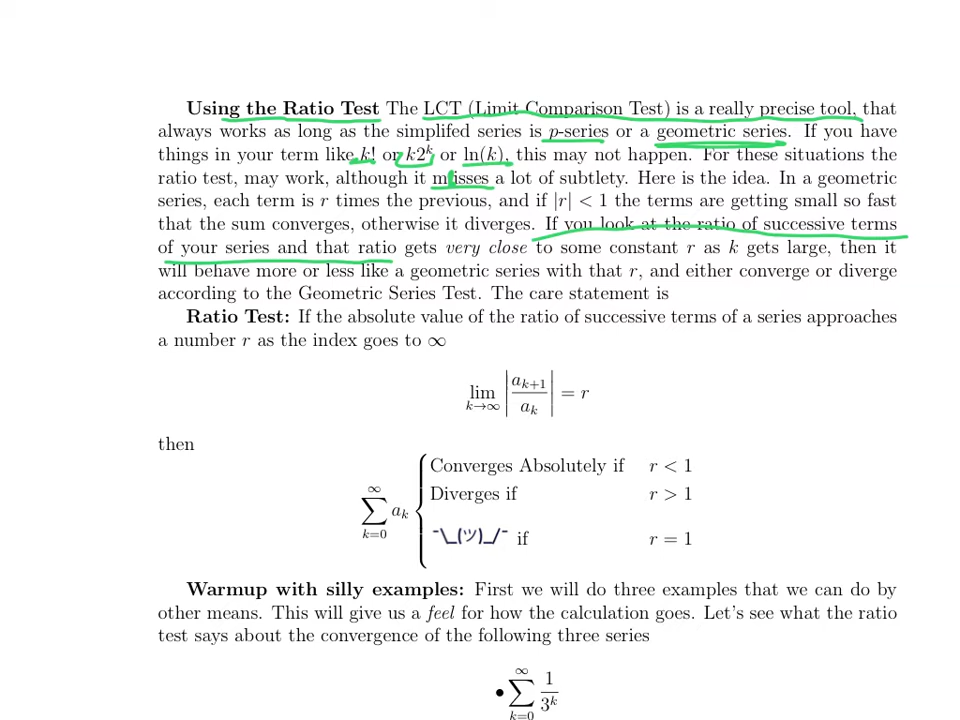 Using the Ratio Test The LCT (Limit Comparison Test) is a really precise tool, that
always works as long as the simplifed series is p-series or a geometric series. If you have
things in your term like k! or k2^k or ln(k), this may not happen. For these situations the
ratio test, may work, although it misses a lot of subtlety. Here is the idea. In a geometric
series, each term is r times the previous, and if |r| < 1 the terms are getting small so fast
that the sum converges, otherwise it diverges. If you look at the ratio of successive terms
of your series and that ratio gets very close to some constant r as k gets large, then it
will behave more or less like a geometric series with that r, and either converge or diverge
according to the Geometric Series Test. The care statement is
Ratio Test: If the absolute value of the ratio of successive terms of a series approaches
a number r as the index goes to ∞
lim_{k→∞} |a_{k+1}/a_k| = r
then
∑_{k=0}^{∞} a_k { Converges Absolutely if r < 1
Diverges if r > 1
¯\_(ツ)_/¯ if r = 1
Warmup with silly examples: First we will do three examples that we can do by
other means. This will give us a feel for how the calculation goes. Let's see what the ratio
test says about the convergence of the following three series
• ∑_{k=0}^{∞} 1/3^k